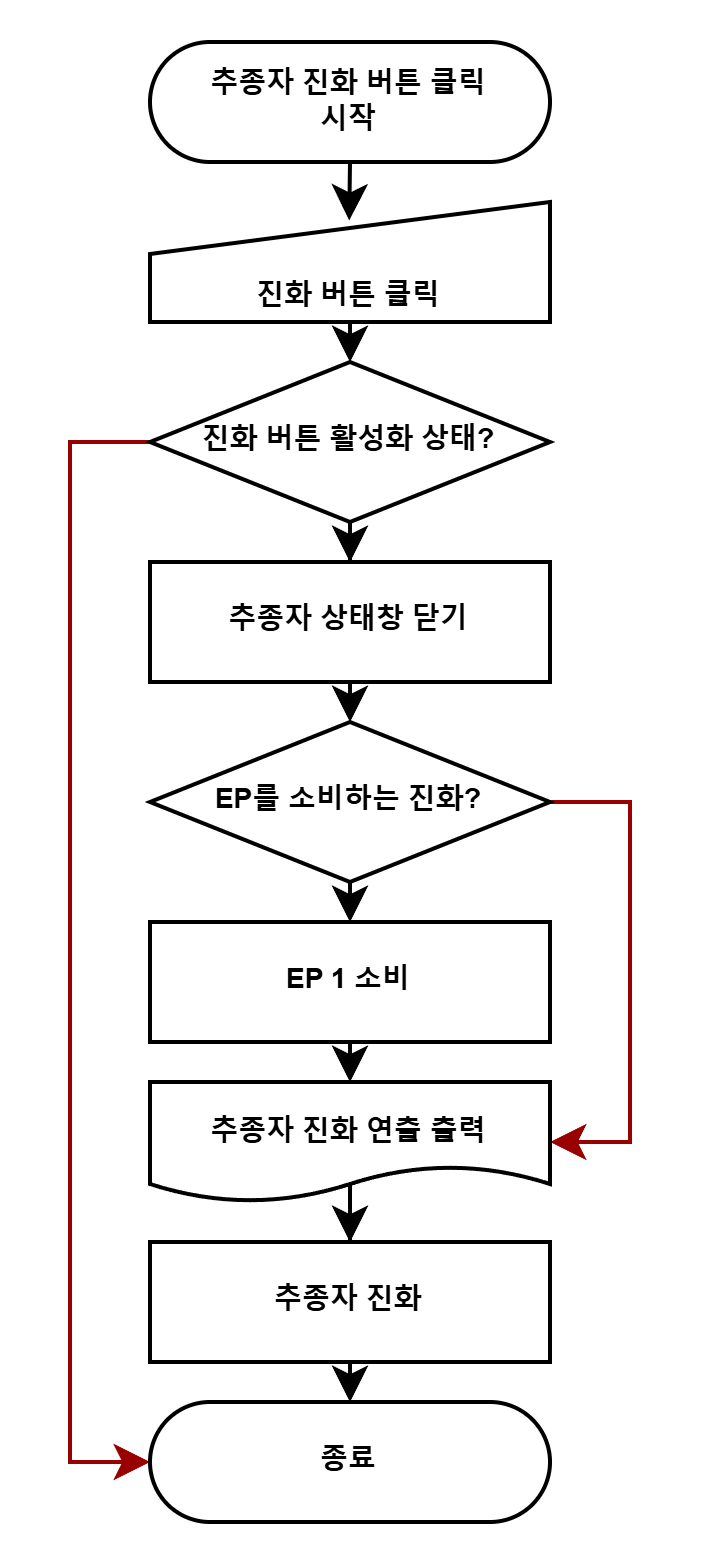 추종자 진화 버튼 클릭
시작
진화 버튼 클릭
진화 버튼 활성화 상태?
추종자 상태창 닫기
EP를 소비하는 진화?
EP 1 소비
추종자 진화 연출 출력
추종자 진화
종료